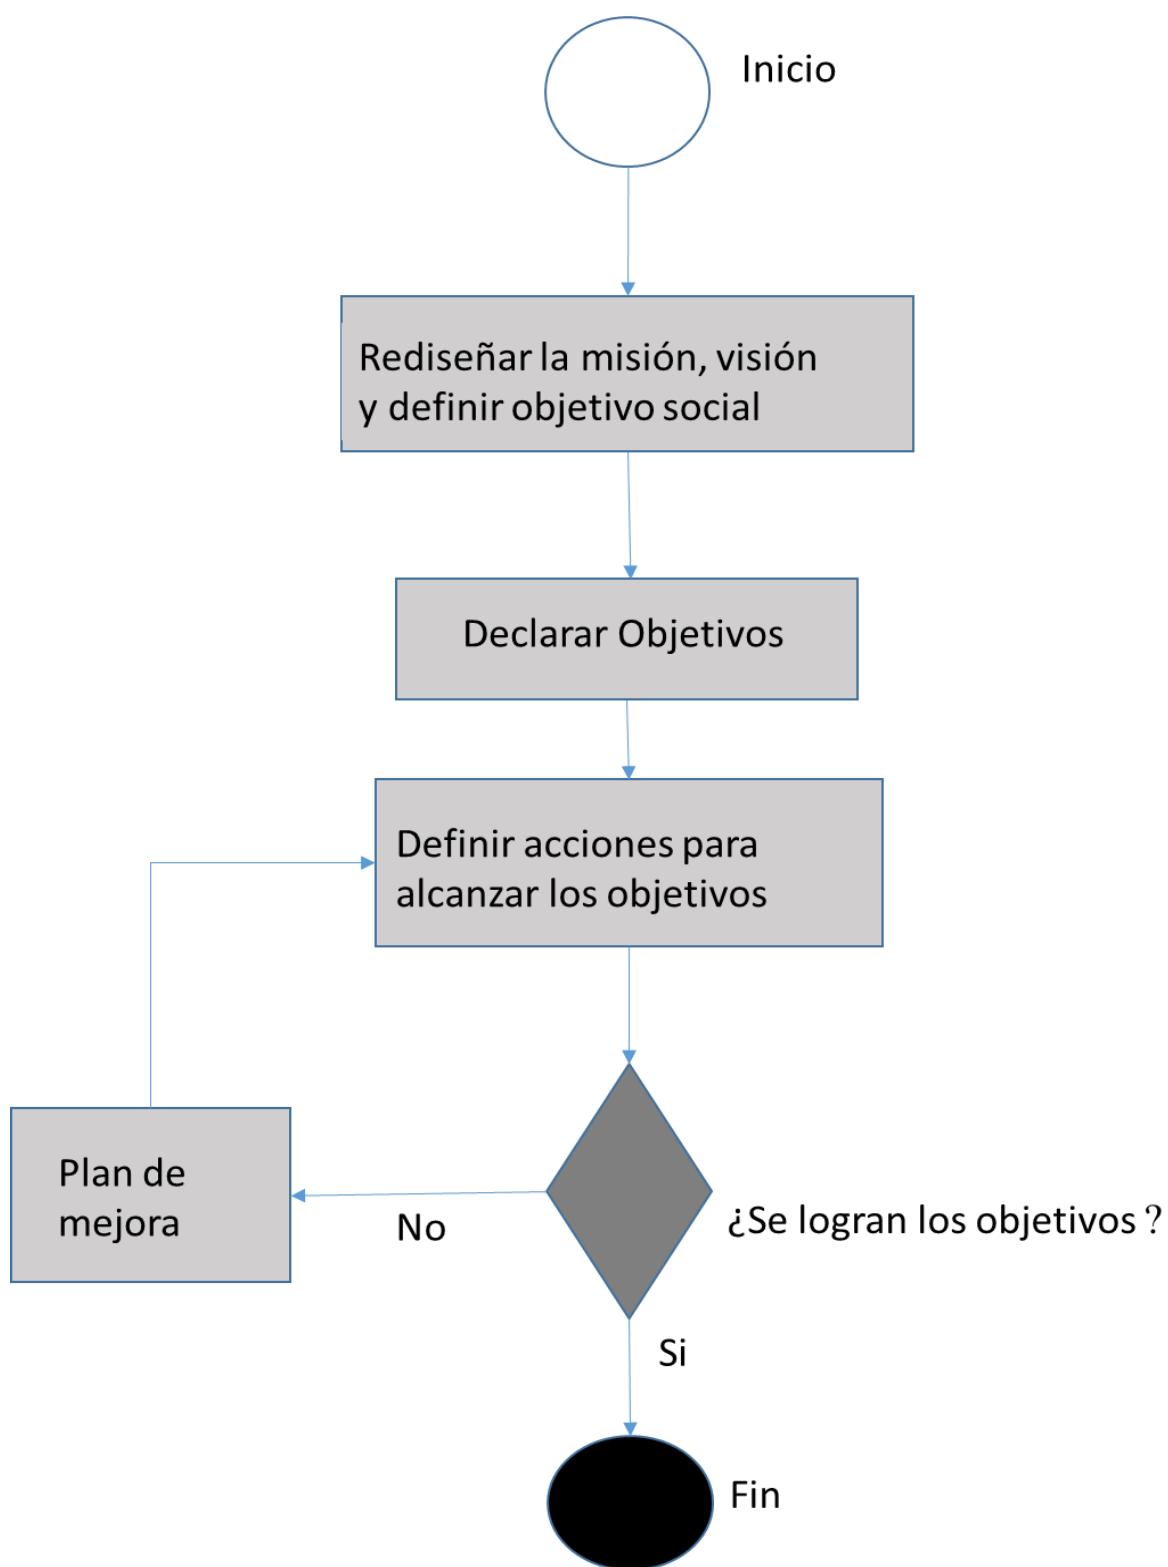 Inicio
Rediseñar la misión, visión
y definir objetivo social
Declarar Objetivos
Definir acciones para
alcanzar los objetivos
Plan de
mejora
No
¿Se logran los objetivos ?
Si
Fin